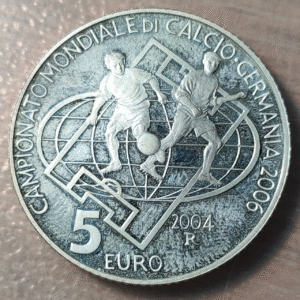 CAMPIONATO MONDIALE DI CALCIO · GERMANIA 2006
2004
R
5
EURO